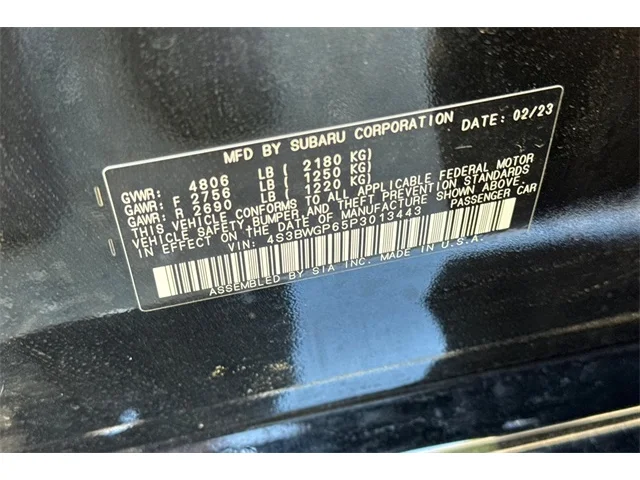 MFD BY SUBARU CORPORATION DATE: 02/23
GVWR: 4806 LB ( 2180 KG)
GAWR: F 2756 LB ( 1250 KG)
GAWR: R 2690 LB ( 1220 KG)
THIS VEHICLE CONFORMS TO ALL APPLICABLE FEDERAL MOTOR
VEHICLE SAFETY, BUMPER, AND THEFT PREVENTION STANDARDS
IN EFFECT ON THE DATE OF MANUFACTURE SHOWN ABOVE.
VIN: 4S3BWGP65P3013443 PASSENGER CAR
ASSEMBLED BY SIA INC. MADE IN U.S.A.